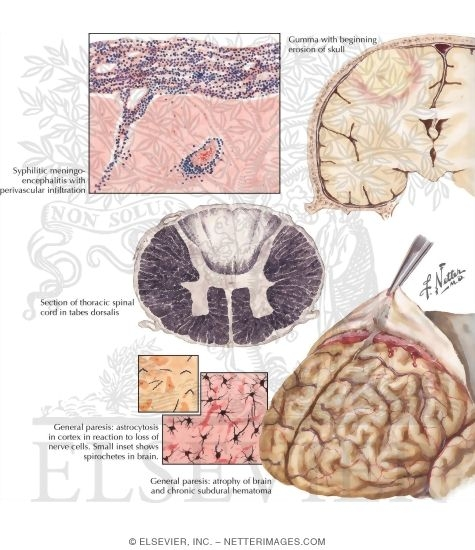 Gumma with beginning
erosion of skull
Syphilitic meningo-
encephalitis with
perivascular infiltration
NON SOLUS
Section of thoracic spinal
cord in tabes dorsalis
F. Netter
M.D.
General paresis: astrocytosis
in cortex in reaction to loss of
nerve cells. Small inset shows
spirochetes in brain.
General paresis: atrophy of brain
and chronic subdural hematoma
ELSEVIER
© ELSEVIER, INC. – NETTERIMAGES.COM